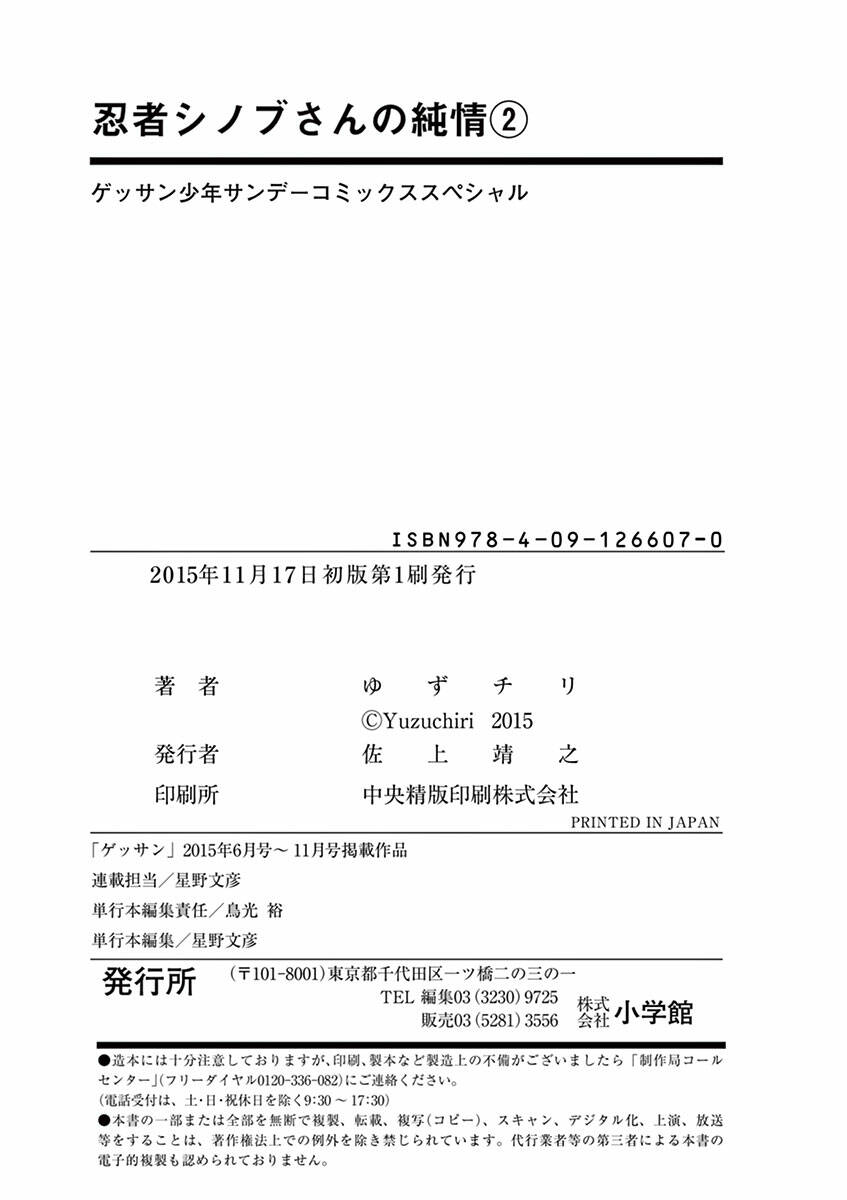 忍者シノブさんの純情②
ゲッサン少年サンデーコミックススペシャル
ISBN978-4-09-126607-0
2015年11月17日初版第1刷発行
著 者 ゆずチリ
©Yuzuchiri 2015
発行者 佐上靖之
印刷所 中央精版印刷株式会社
PRINTED IN JAPAN
「ゲッサン」2015年6月号〜11月号掲載作品
連載担当／星野文彦
単行本編集責任／鳥光 裕
単行本編集／星野文彦
発行所 (〒101-8001)東京都千代田区一ツ橋二の三の一
TEL 編集03(3230)9725
販売03(5281)3556 株式会社 小学館
●造本には十分注意しておりますが、印刷、製本など製造上の不備がございましたら「制作局コール
センター」(フリーダイヤル0120-336-082)にご連絡ください。
(電話受付は、土・日・祝休日を除く9:30〜17:30)
●本書の一部または全部を無断で複製、転載、複写(コピー)、スキャン、デジタル化、上演、放送
等をすることは、著作権法上での例外を除き禁じられています。代行業者等の第三者による本書の
電子的複製も認められておりません。